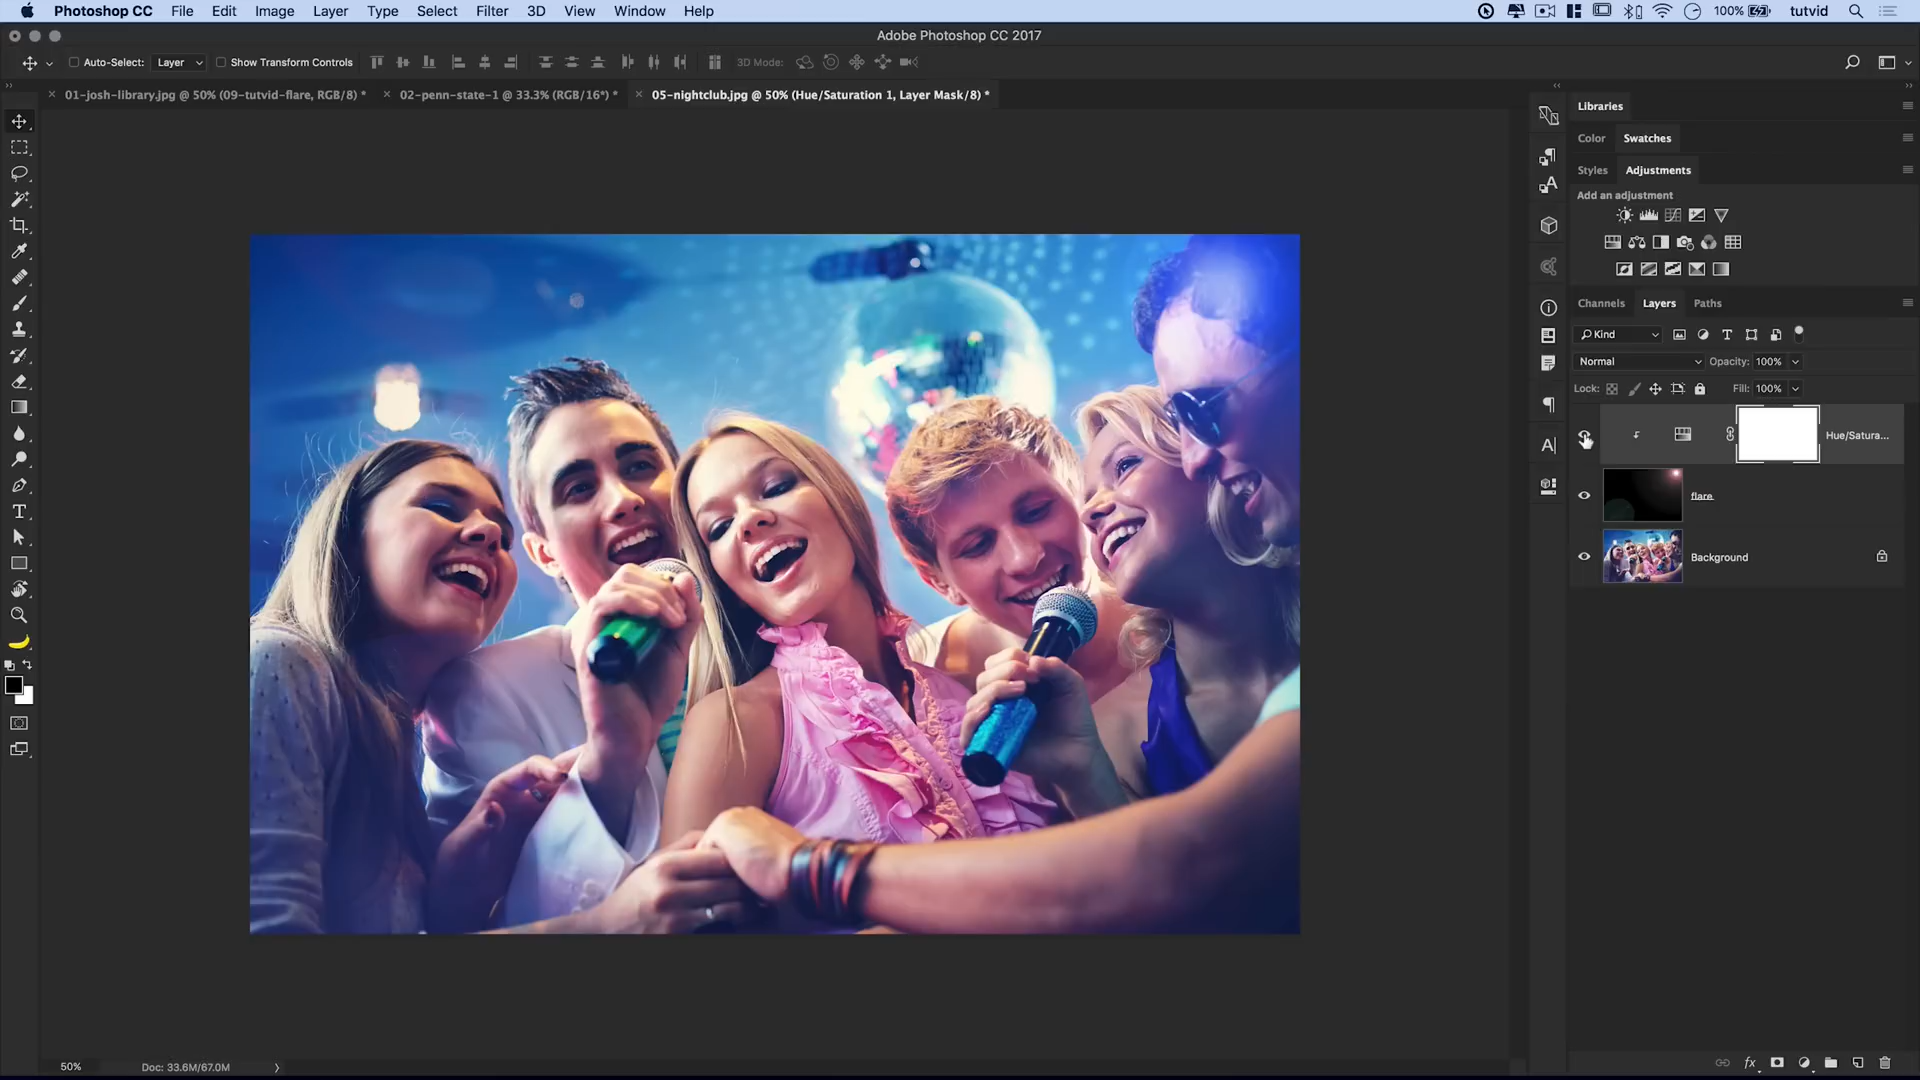 Photoshop CC File Edit Image Layer Type Select Filter 3D View Window Help 100% tutvid
Adobe Photoshop CC 2017
Auto-Select: Layer Show Transform Controls 3D Mode:
01-josh-library.jpg @ 50% (09-tutvid-flare, RGB/8) * 02-penn-state-1 @ 33.3% (RGB/16*) * 05-nightclub.jpg @ 50% (Hue/Saturation 1, Layer Mask/8) *
Libraries
Color Swatches
Styles Adjustments
Add an adjustment
Channels Layers Paths
Kind
Normal Opacity: 100%
Lock: Fill: 100%
Hue/Satura...
flare
Background
50% Doc: 33.6M/67.0M